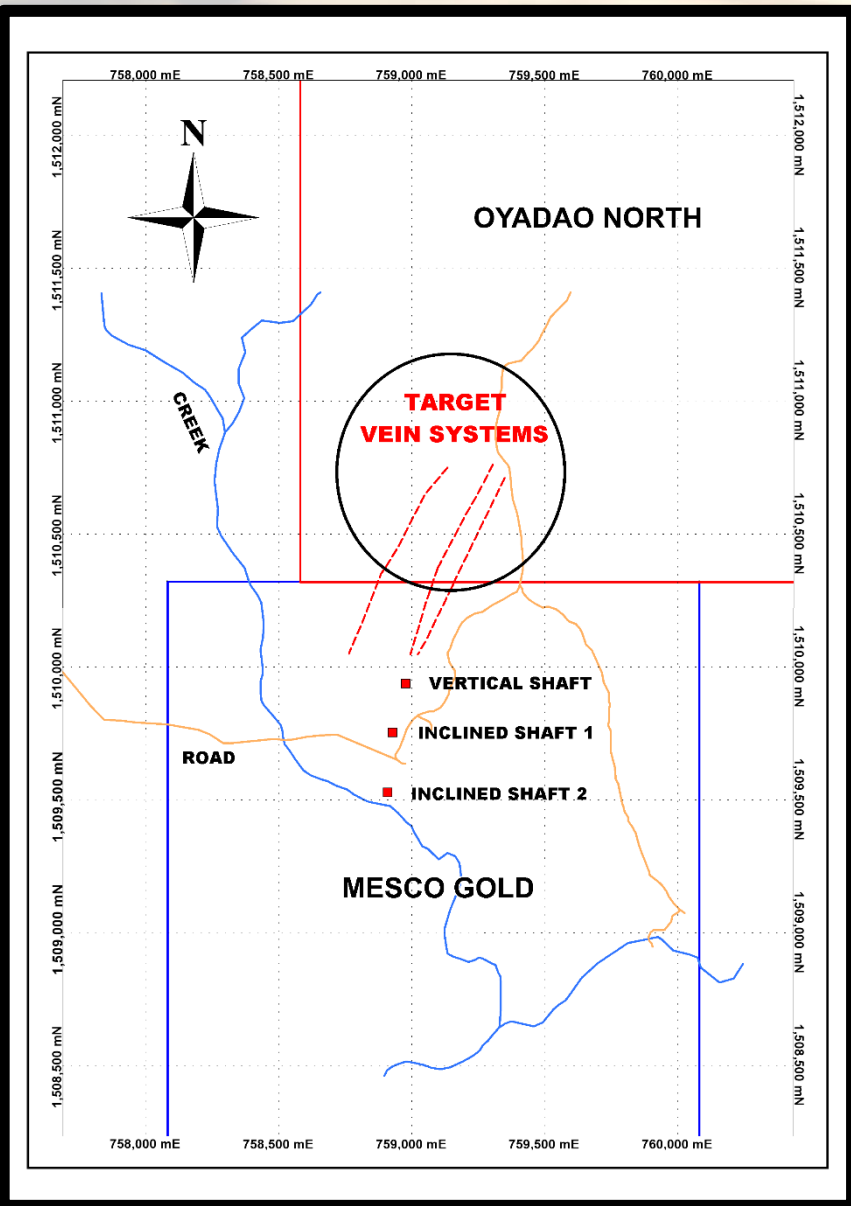 758,000 mE 758,500 mE 759,000 mE 759,500 mE 760,000 mE
1,512,000 mN 1,512,000 mN
N
OYADAO NORTH
1,511,500 mN 1,511,500 mN
CREEK
1,511,000 mN 1,511,000 mN
TARGET
VEIN SYSTEMS
1,510,500 mN 1,510,500 mN
1,510,000 mN 1,510,000 mN
VERTICAL SHAFT
INCLINED SHAFT 1
ROAD
INCLINED SHAFT 2
1,509,500 mN 1,509,500 mN
MESCO GOLD
1,509,000 mN 1,509,000 mN
1,508,500 mN 1,508,500 mN
758,000 mE 758,500 mE 759,000 mE 759,500 mE 760,000 mE